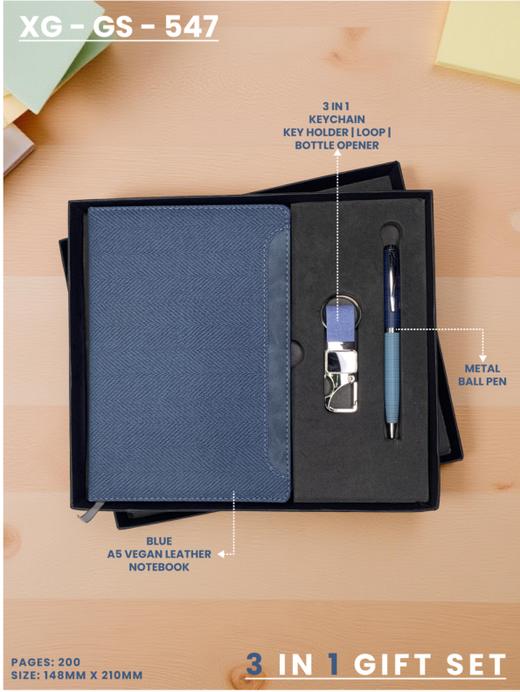 XG - GS - 547
3 IN 1
KEYCHAIN
KEY HOLDER | LOOP |
BOTTLE OPENER
METAL
BALL PEN
BLUE
A5 VEGAN LEATHER
NOTEBOOK
PAGES: 200
SIZE: 148MM X 210MM
3 IN 1 GIFT SET